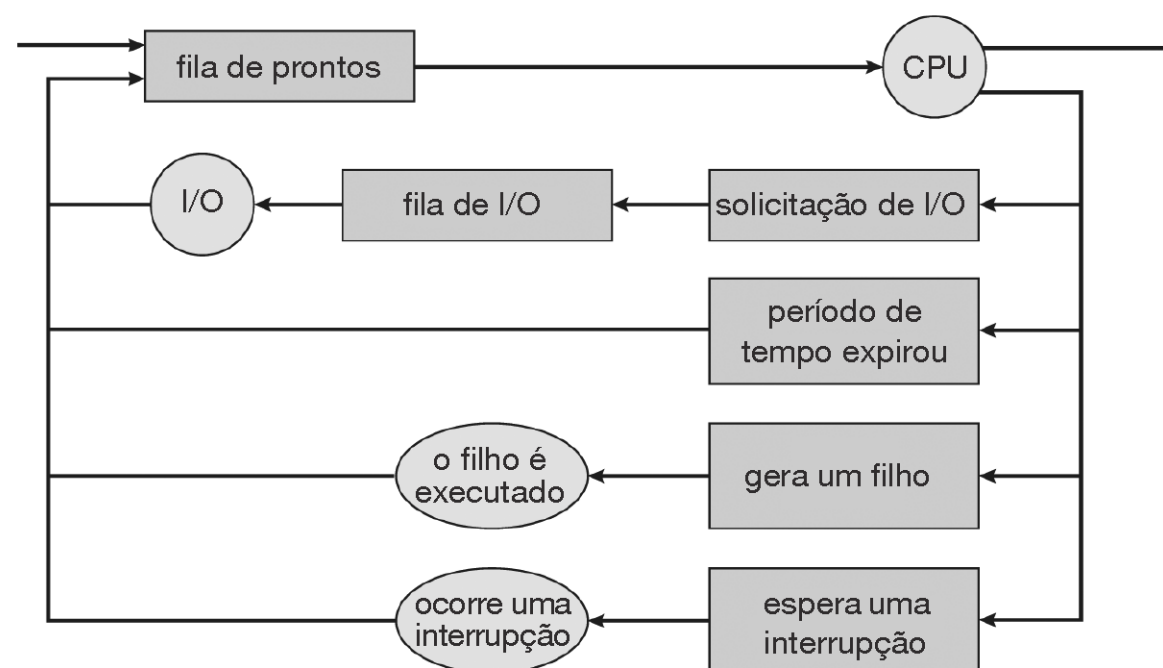 fila de prontos
CPU
I/O
fila de I/O
solicitação de I/O
período de
tempo expirou
o filho é
executado
gera um filho
ocorre uma
interrupção
espera uma
interrupção